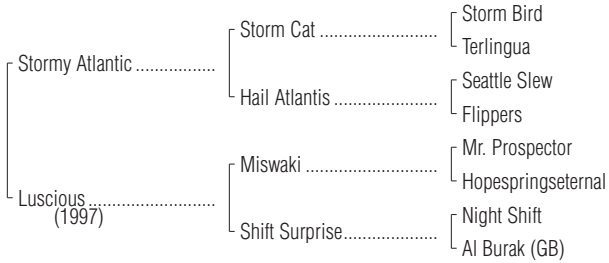 Storm Bird
Storm Cat ........................
Terlingua
Stormy Atlantic ................
Seattle Slew
Hail Atlantis .....................
Flippers
Mr. Prospector
Miswaki ...........................
Hopespringseternal
Luscious .........................
(1997)
Night Shift
Shift Surprise ...................
Al Burak (GB)